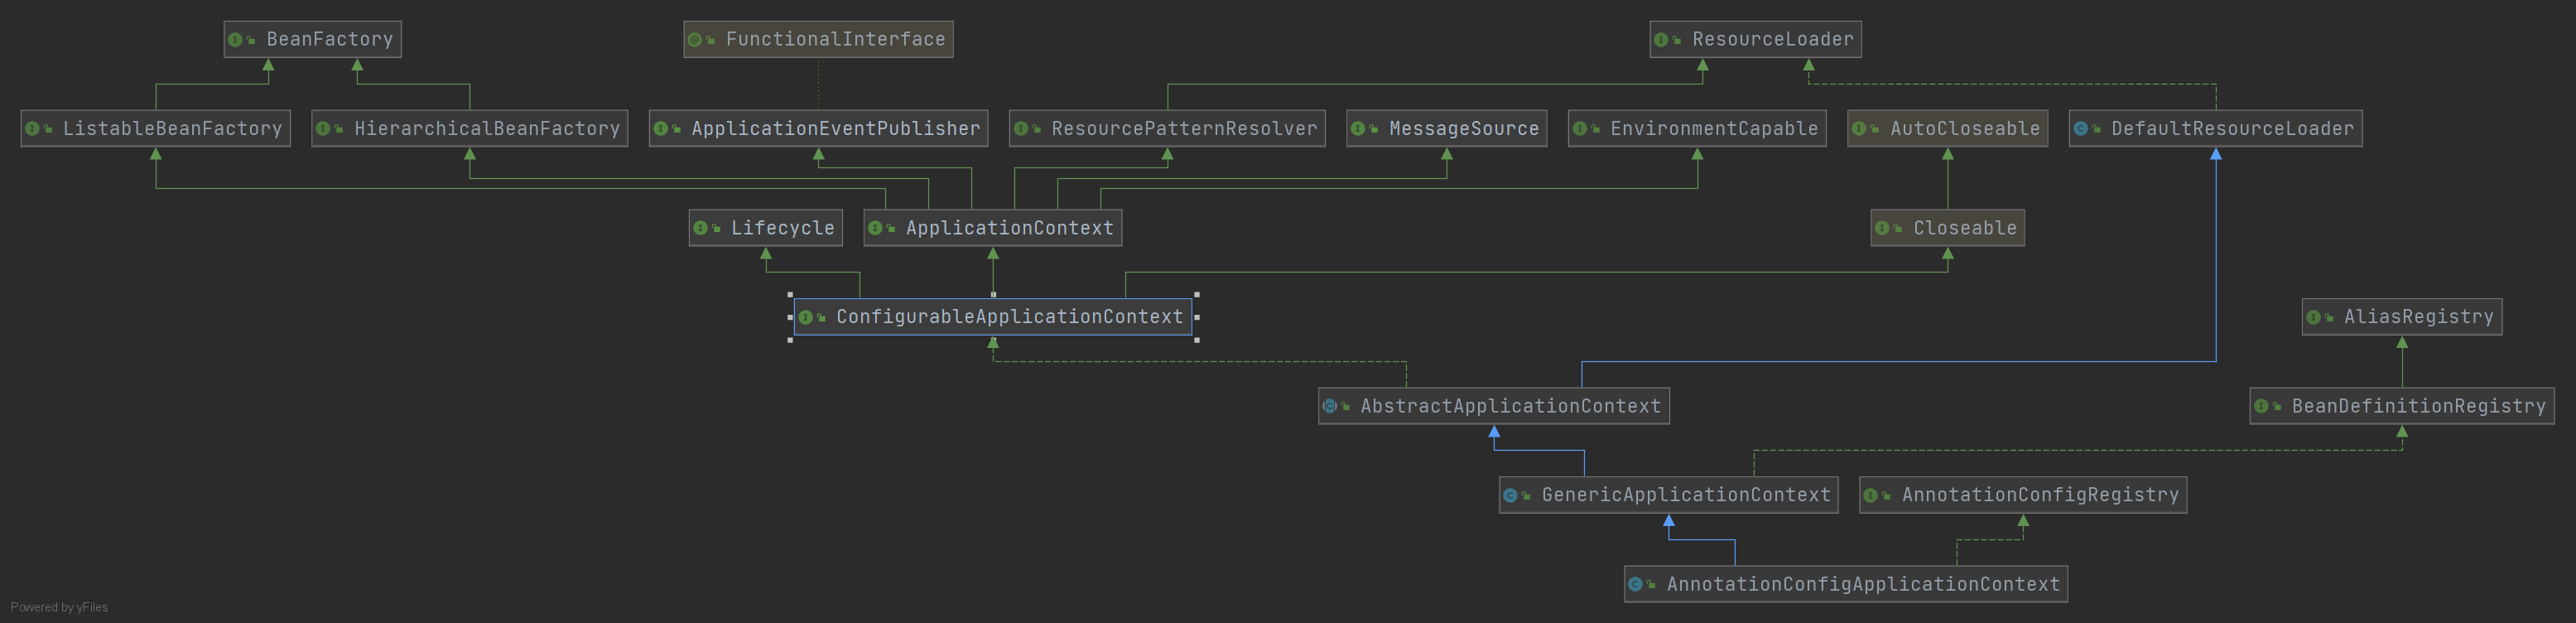 BeanFactory
FunctionalInterface
ResourceLoader
ListableBeanFactory
HierarchicalBeanFactory
ApplicationEventPublisher
ResourcePatternResolver
MessageSource
EnvironmentCapable
AutoCloseable
DefaultResourceLoader
Lifecycle
ApplicationContext
Closeable
ConfigurableApplicationContext
AliasRegistry
AbstractApplicationContext
BeanDefinitionRegistry
GenericApplicationContext
AnnotationConfigRegistry
AnnotationConfigApplicationContext
Powered by yFiles